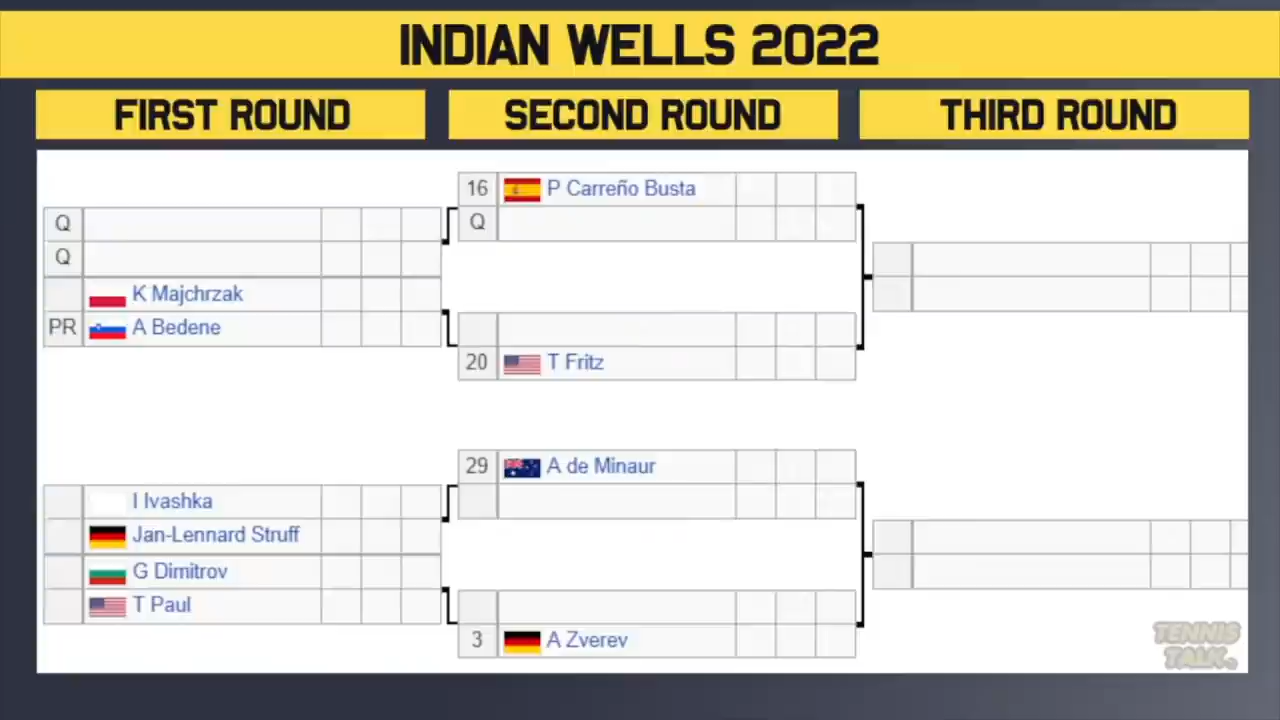 INDIAN WELLS 2022
FIRST ROUND
SECOND ROUND
THIRD ROUND
16 P Carreño Busta
Q
Q
Q
K Majchrzak
PR A Bedene
20 T Fritz
29 A de Minaur
I Ivashka
Jan-Lennard Struff
G Dimitrov
T Paul
3 A Zverev
TENNIS
TALK